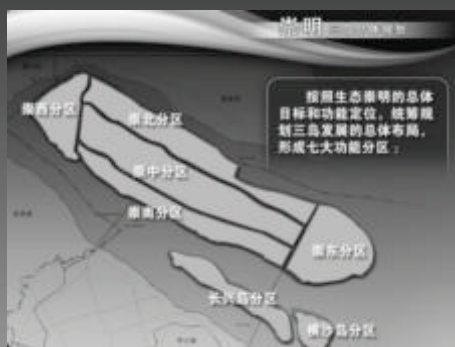 崇明
按照生态崇明的总体
目标和功能定位，统筹规
划三岛发展的总体布局，
形成七大功能分区：
崇西分区
崇北分区
崇中分区
崇南分区
崇东分区
长兴岛分区
横沙岛分区